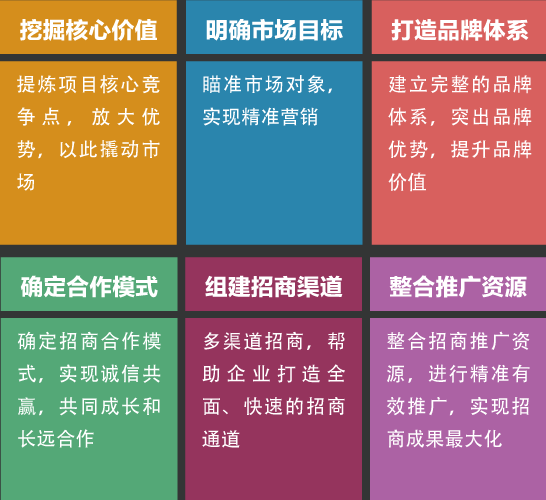 挖掘核心价值
提炼项目核心竞
争点，放大优
势，以此撬动市
场
明确市场目标
瞄准市场对象，
实现精准营销
打造品牌体系
建立完整的品牌
体系，突出品牌
优势，提升品牌
价值
确定合作模式
确定招商合作模
式，实现诚信共
赢，共同成长和
长远合作
组建招商渠道
多渠道招商，帮
助企业打造全
面、快速的招商
通道
整合推广资源
整合招商推广资
源，进行精准有
效推广，实现招
商成果最大化